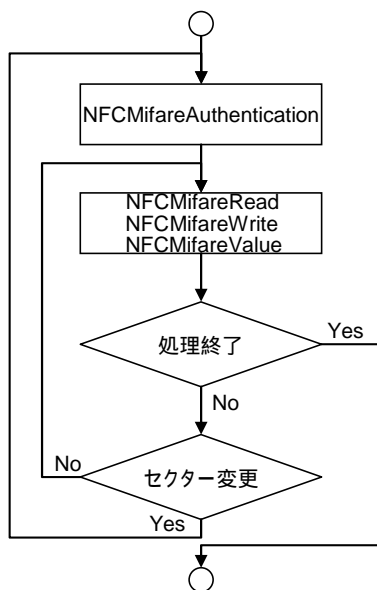 NFCMifareAuthentication
NFCMifareRead
NFCMifareWrite
NFCMifareValue
処理終了
Yes
No
セクター変更
No
Yes